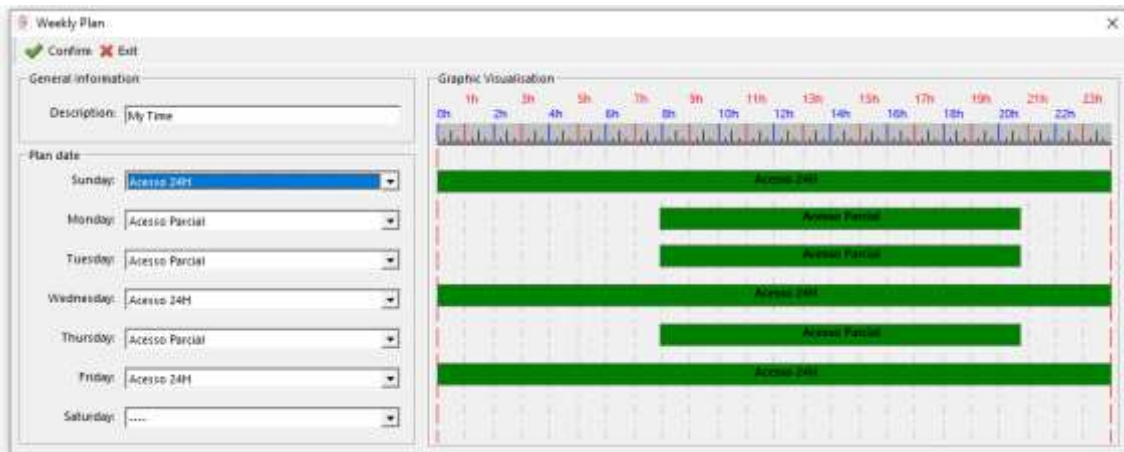 Weekly Plan
Confirm Exit
General Information
Description: My Time
Plan date
Sunday: Acesso 24H
Monday: Acesso Parcial
Tuesday: Acesso Parcial
Wednesday: Acesso 24H
Thursday: Acesso Parcial
Friday: Acesso 24H
Saturday: ----
Graphic Visualisation
1h 3h 5h 7h 9h 11h 13h 15h 17h 19h 21h 23h
0h 2h 4h 6h 8h 10h 12h 14h 16h 18h 20h 22h
Acesso 24H
Acesso Parcial
Acesso Parcial
Acesso 24H
Acesso Parcial
Acesso 24H